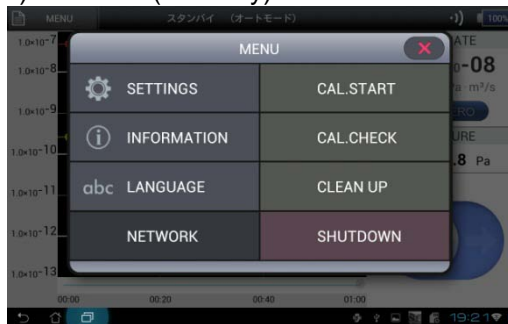 MENU
スタンバイ （オートモード）
100%
1.0×10⁻7
1.0×10⁻8
1.0×10⁻9
1.0×10⁻10
1.0×10⁻11
1.0×10⁻12
1.0×10⁻13
MENU
SETTINGS
CAL.START
INFORMATION
CAL.CHECK
abc LANGUAGE
CLEAN UP
NETWORK
SHUTDOWN
ATE
-08
m³/s
ERO
URE
.8 Pa
00:00
00:20
00:40
01:00
19:21